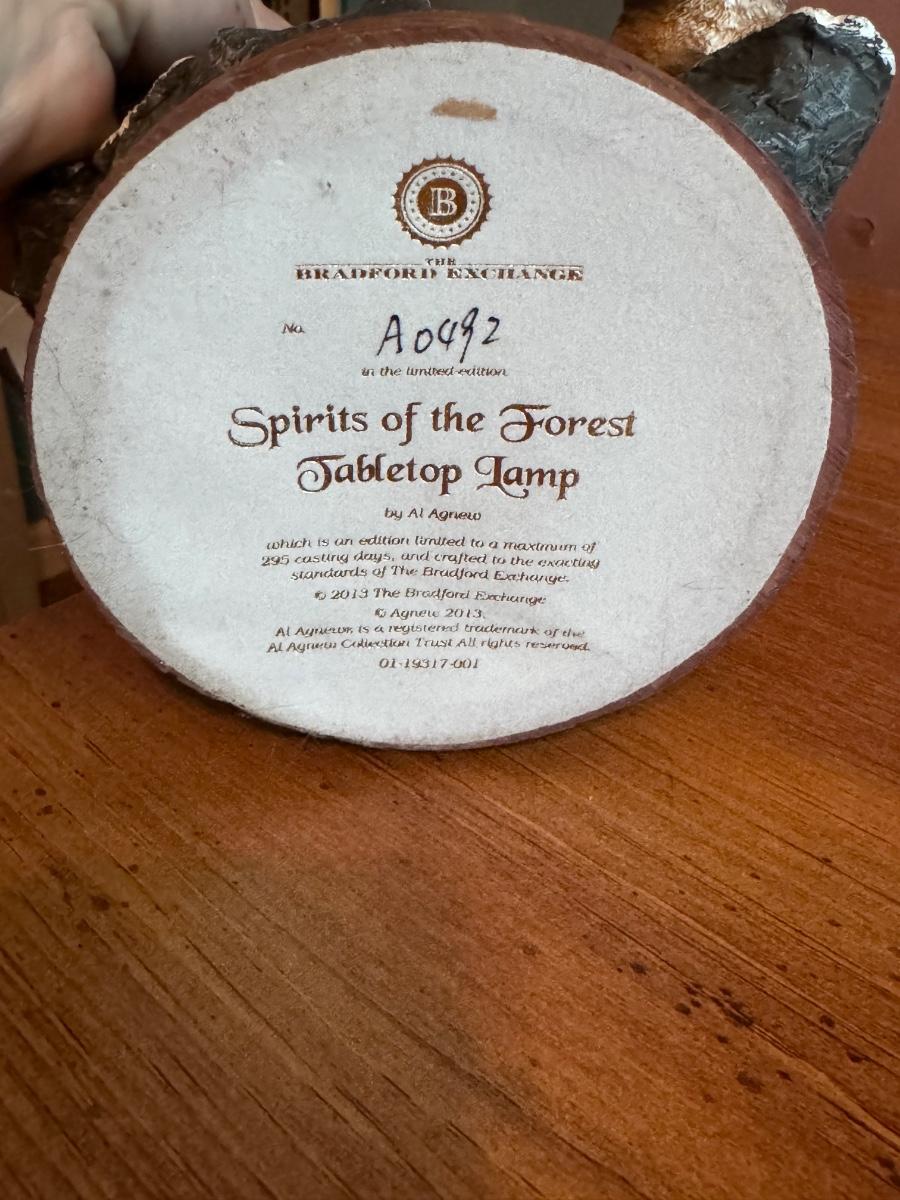 B
THE
BRADFORD EXCHANGE
No. A0492
in the limited edition
Spirits of the Forest
Tabletop Lamp
by Al Agnew
which is an edition limited to a maximum of
295 casting days, and crafted to the exacting
standards of The Bradford Exchange.
© 2013 The Bradford Exchange
© Agnew 2013.
Al Agnew®, is a registered trademark of the
Al Agnew Collection Trust All rights reserved.
01-19317-001